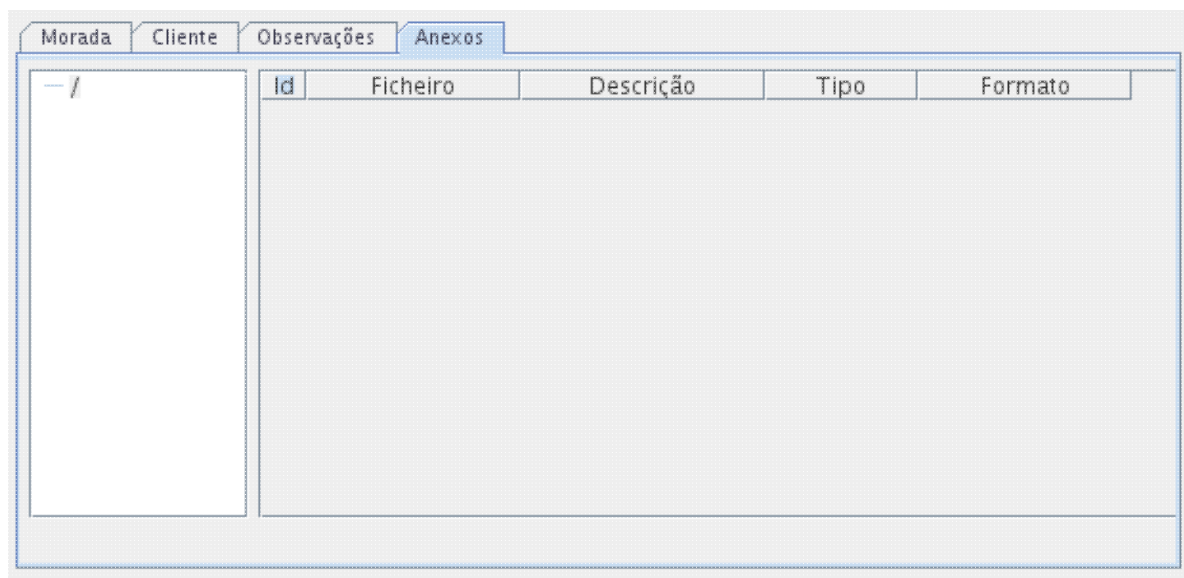 Morada Cliente Observações Anexos
/ Id Ficheiro Descrição Tipo Formato